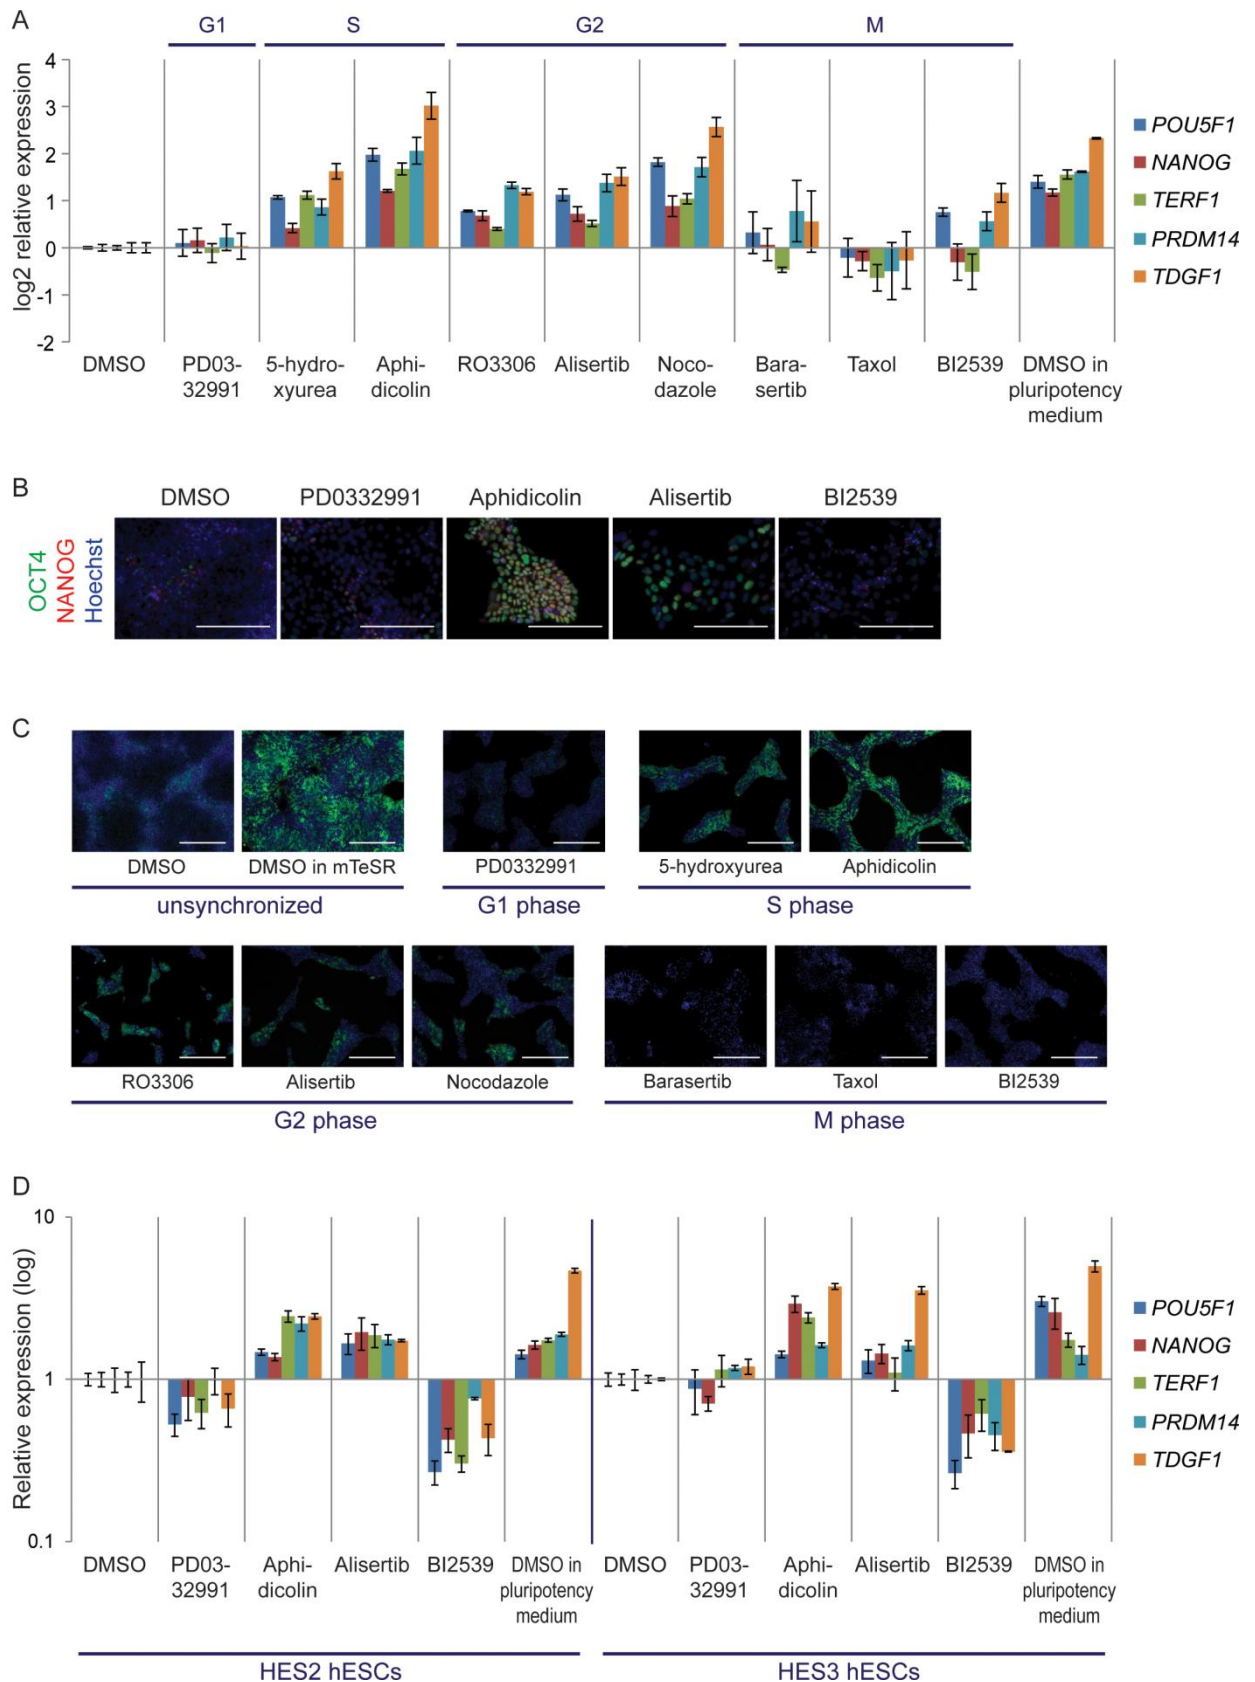 A
G1 S G2 M
log2 relative expression
4
3
2
1
0
-1
-2
DMSO
PD03-
32991
5-hydro-
xyurea
Aphi-
dicolin
RO3306
Alisertib
Noco-
dazole
Bara-
sertib
Taxol
BI2539
DMSO in
pluripotency
medium
POU5F1
NANOG
TERF1
PRDM14
TDGF1
B
OCT4
NANOG
Hoechst
DMSO PD0332991 Aphidicolin Alisertib BI2539
C
DMSO DMSO in mTeSR PD0332991 5-hydroxyurea Aphidicolin
unsynchronized G1 phase S phase
RO3306 Alisertib Nocodazole Barasertib Taxol BI2539
G2 phase M phase
D
Relative expression (log)
10
1
0.1
DMSO
PD03-
32991
Aphi-
dicolin
Alisertib
BI2539
DMSO in
pluripotency
medium
DMSO
PD03-
32991
Aphi-
dicolin
Alisertib
BI2539
DMSO in
pluripotency
medium
HES2 hESCs HES3 hESCs
POU5F1
NANOG
TERF1
PRDM14
TDGF1